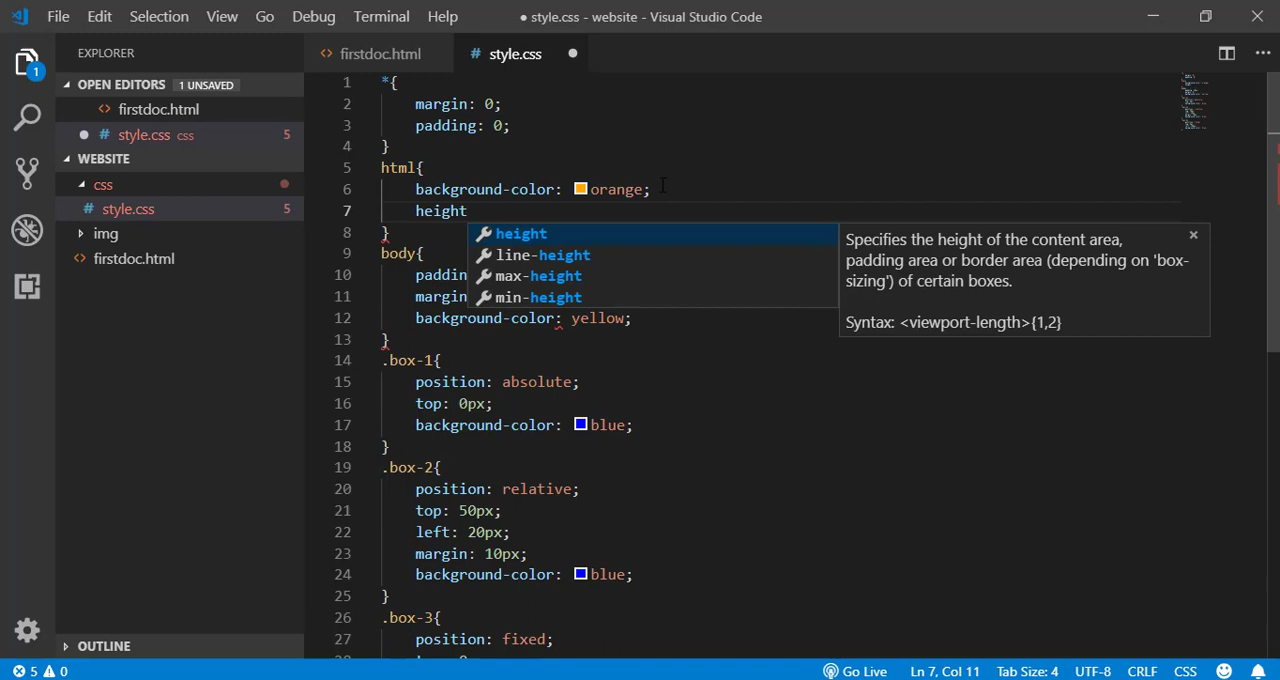 File Edit Selection View Go Debug Terminal Help
● style.css - website - Visual Studio Code
EXPLORER
OPEN EDITORS 1 UNSAVED
<> firstdoc.html
# style.css css 5
WEBSITE
css
# style.css 5
img
<> firstdoc.html
OUTLINE
1
<> firstdoc.html
# style.css
1 *{
2 margin: 0;
3 padding: 0;
4 }
5 html{
6 background-color: orange;
7 height
8 }
9 body{
10 paddin
11 margin
12 background-color: yellow;
13 }
14 .box-1{
15 position: absolute;
16 top: 0px;
17 background-color: blue;
18 }
19 .box-2{
20 position: relative;
21 top: 50px;
22 left: 20px;
23 margin: 10px;
24 background-color: blue;
25 }
26 .box-3{
27 position: fixed;
height
line-height
max-height
min-height
Specifies the height of the content area,
padding area or border area (depending on 'box-
sizing') of certain boxes.
Syntax: <viewport-length>{1,2}
5 0
Go Live Ln 7, Col 11 Tab Size: 4 UTF-8 CRLF CSS